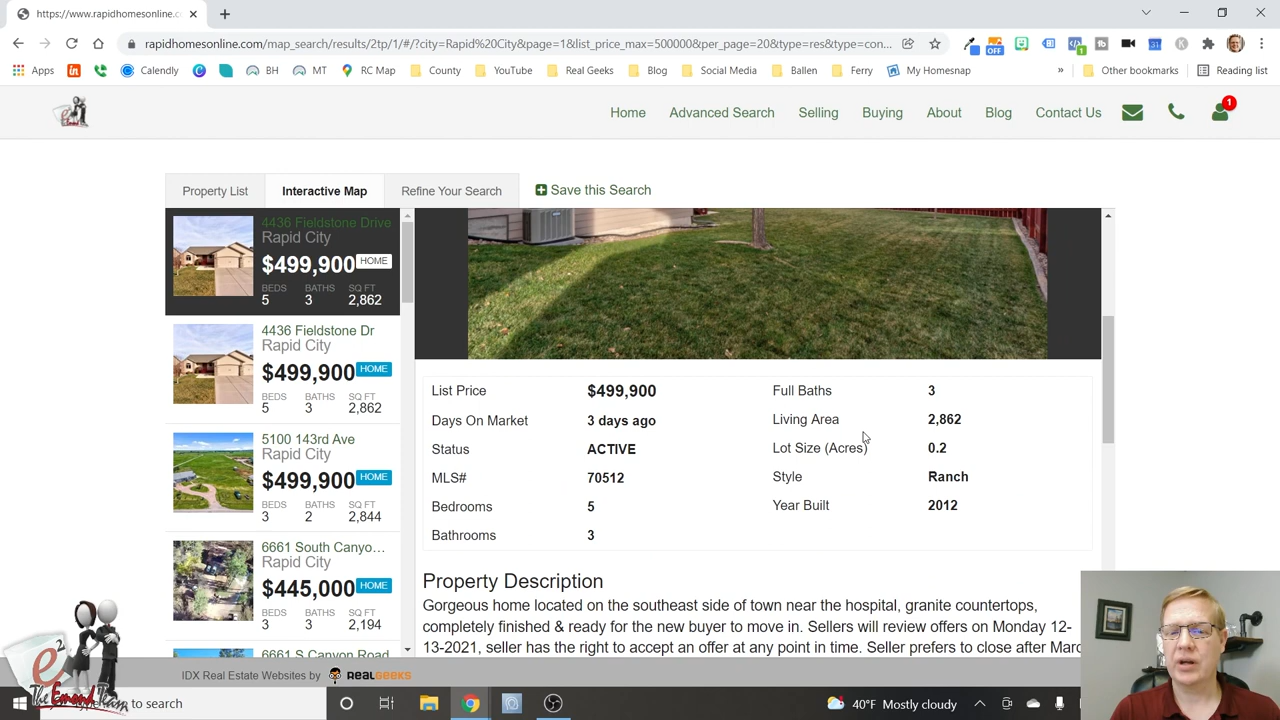 https://www.rapidhomesonline.c
rapidhomesonline.com/ma
ch/results/2tp/1/#/?city=Rapid%20City&page=1&list_price_max=500000&per_page=20&type=res&type=con...
OFF
1
31
Apps
Calendly
BH
MT
RC Map
County
YouTube
Real Geeks
Blog
Social Media
Ballen
Ferry
My Homesnap
»
Other bookmarks
Reading list
Home
Advanced Search
Selling
Buying
About
Blog
Contact Us
1
Property List
Interactive Map
Refine Your Search
Save this Search
4436 Fieldstone Drive
Rapid City
$499,900 HOME
BEDS BATHS SQ FT
5 3 2,862
4436 Fieldstone Dr
Rapid City
$499,900 HOME
BEDS BATHS SQ FT
5 3 2,862
5100 143rd Ave
Rapid City
$499,900 HOME
BEDS BATHS SQ FT
3 2 2,844
6661 South Canyo...
Rapid City
$445,000 HOME
BEDS BATHS SQ FT
3 3 2,194
6661 S Canyon Road
List Price $499,900
Days On Market 3 days ago
Status ACTIVE
MLS# 70512
Bedrooms 5
Bathrooms 3
Full Baths 3
Living Area 2,862
Lot Size (Acres) 0.2
Style Ranch
Year Built 2012
Property Description
Gorgeous home located on the southeast side of town near the hospital, granite countertops,
completely finished & ready for the new buyer to move in. Sellers will review offers on Monday 12-
13-2021, seller has the right to accept an offer at any point in time. Seller prefers to close after Marc
IDX Real Estate Websites by REALGEEKS
e2
The Emond Team
to search
40°F Mostly cloudy